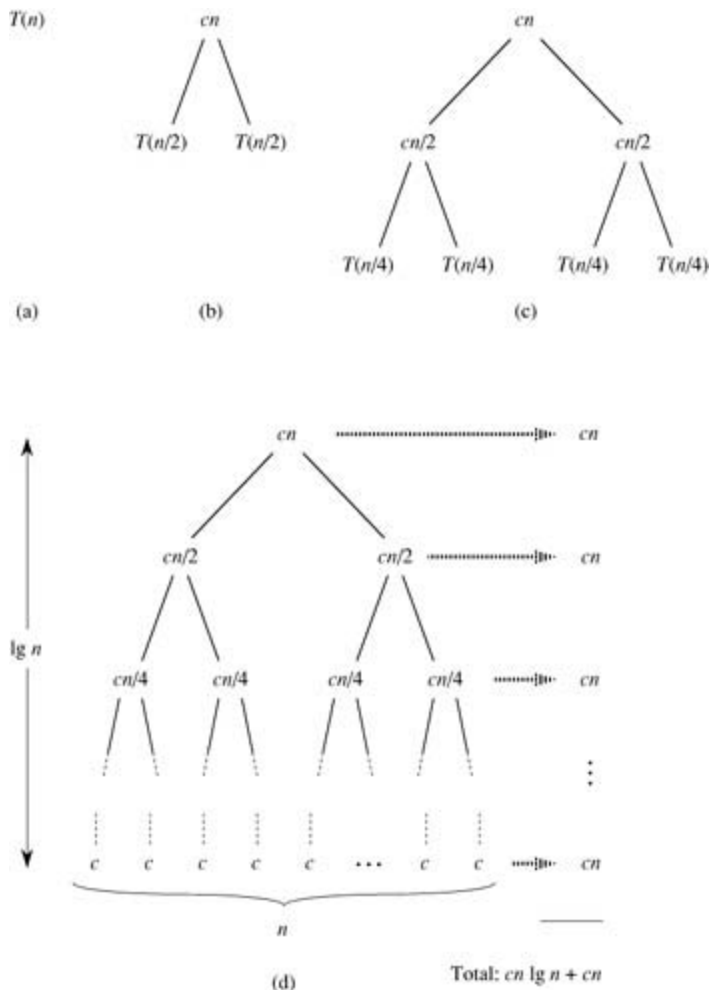 T(n) cn cn
T(n/2) T(n/2) cn/2 cn/2
T(n/4) T(n/4) T(n/4) T(n/4)
(a) (b) (c)
cn cn
cn/2 cn/2 cn
lg n
cn/4 cn/4 cn/4 cn/4 cn
c c c c c ... c c cn
n
Total: cn lg n + cn
(d)